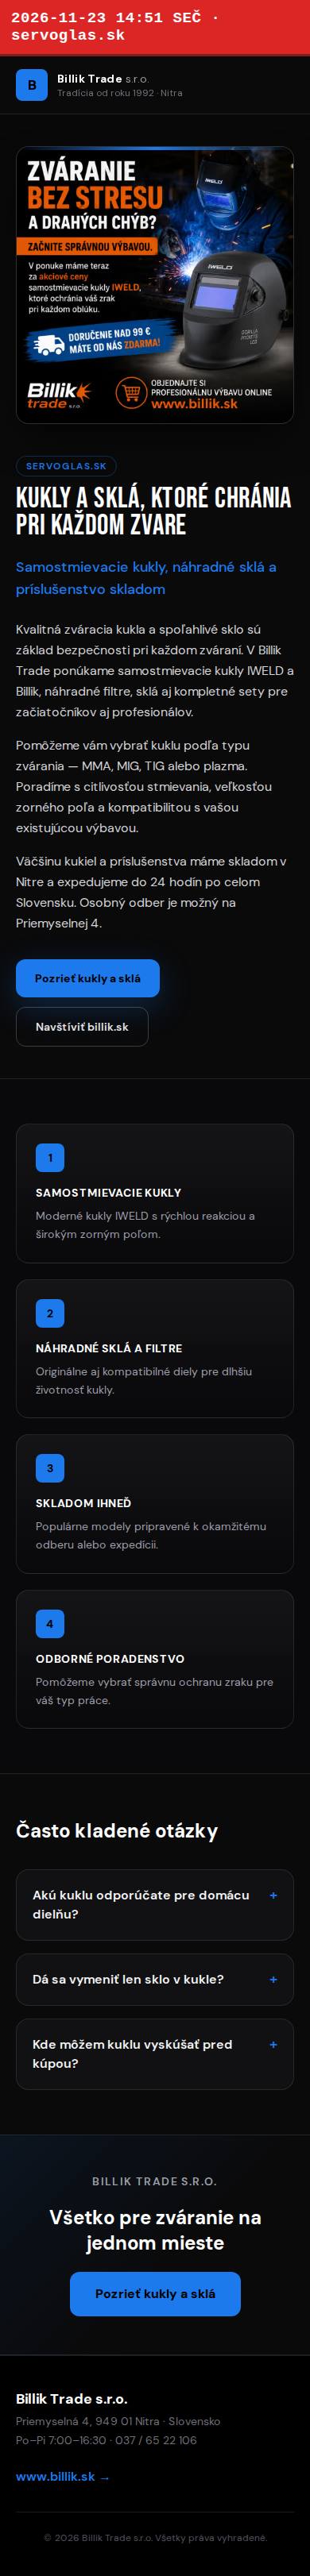 2026-11-23 14:51 SEČ ·
servoglas.sk
B
Billik Trade s.r.o.
Tradícia od roku 1992 · Nitra
ZVÁRANIE
BEZ STRESU
A DRAHÝCH CHÝB?
ZAČNITE SPRÁVNOU VÝBAVOU.
V ponuke máme teraz
za akciové ceny
samostmievacie kukly IWELD,
ktoré ochránia váš zrak
pri každom oblúku.
DORUČENIE NAD 99 €
MÁTE OD NÁS ZDARMA!
Billik
trade s.r.o.
OBJEDNAJTE SI
PROFESIONÁLNU VÝBAVU ONLINE
www.billik.sk
IWELD
IWELD
SERVOGLAS.SK
KUKLY A SKLÁ, KTORÉ CHRÁNIA
PRI KAŽDOM ZVARE
Samostmievacie kukly, náhradné sklá a
príslušenstvo skladom
Kvalitná zváracia kukla a spoľahlivé sklo sú
základ bezpečnosti pri každom zváraní. V Billik
Trade ponúkame samostmievacie kukly IWELD a
Billik, náhradné filtre, sklá aj kompletné sety pre
začiatočníkov aj profesionálov.
Pomôžeme vám vybrať kuklu podľa typu
zvárania — MMA, MIG, TIG alebo plazma.
Poradíme s citlivosťou stmievania, veľkosťou
zorného poľa a kompatibilitou s vašou
existujúcou výbavou.
Väčšinu kukiel a príslušenstva máme skladom v
Nitre a expedujeme do 24 hodín po celom
Slovensku. Osobný odber je možný na
Priemyselnej 4.
Pozrieť kukly a sklá
Navštíviť billik.sk
1
SAMOSTMIEVACIE KUKLY
Moderné kukly IWELD s rýchlou reakciou a
širokým zorným poľom.
2
NÁHRADNÉ SKLÁ A FILTRE
Originálne aj kompatibilné diely pre dlhšiu
životnosť kukly.
3
SKLADOM IHNEĎ
Populárne modely pripravené k okamžitému
odberu alebo expedícii.
4
ODBORNÉ PORADENSTVO
Pomôžeme vybrať správnu ochranu zraku pre
váš typ práce.
Často kladené otázky
Akú kuklu odporúčate pre domácu
dielňu?
+
Dá sa vymeniť len sklo v kukle?
+
Kde môžem kuklu vyskúšať pred
kúpou?
+
BILLIK TRADE S.R.O.
Všetko pre zváranie na
jednom mieste
Pozrieť kukly a sklá
Billik Trade s.r.o.
Priemyselná 4, 949 01 Nitra · Slovensko
Po–Pi 7:00–16:30 · 037 / 65 22 106
www.billik.sk →
© 2026 Billik Trade s.r.o. Všetky práva vyhradené.